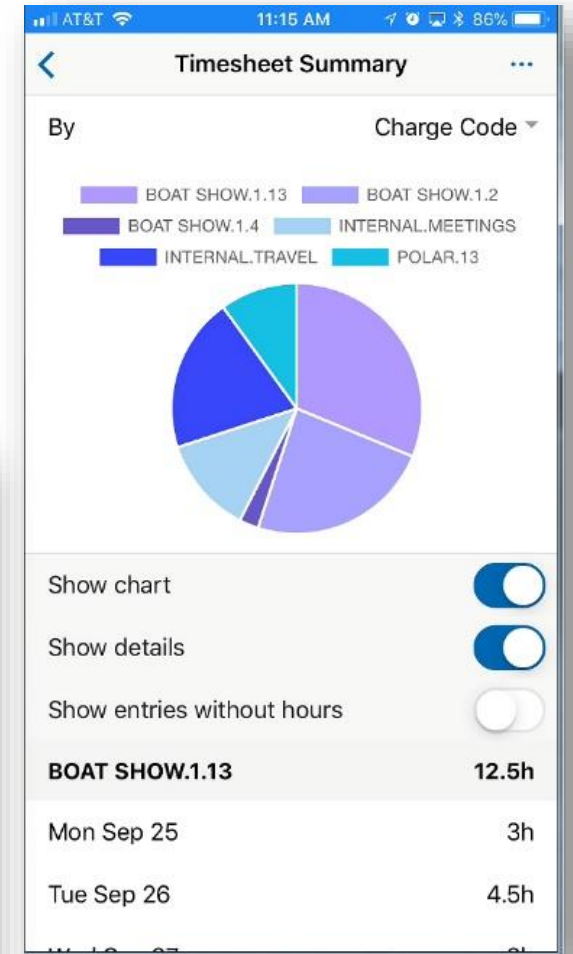 AT&T 11:15 AM 86%
Timesheet Summary ...
By Charge Code
BOAT SHOW.1.13 BOAT SHOW.1.2
BOAT SHOW.1.4 INTERNAL.MEETINGS
INTERNAL.TRAVEL POLAR.13
Show chart
Show details
Show entries without hours
BOAT SHOW.1.13 12.5h
Mon Sep 25 3h
Tue Sep 26 4.5h